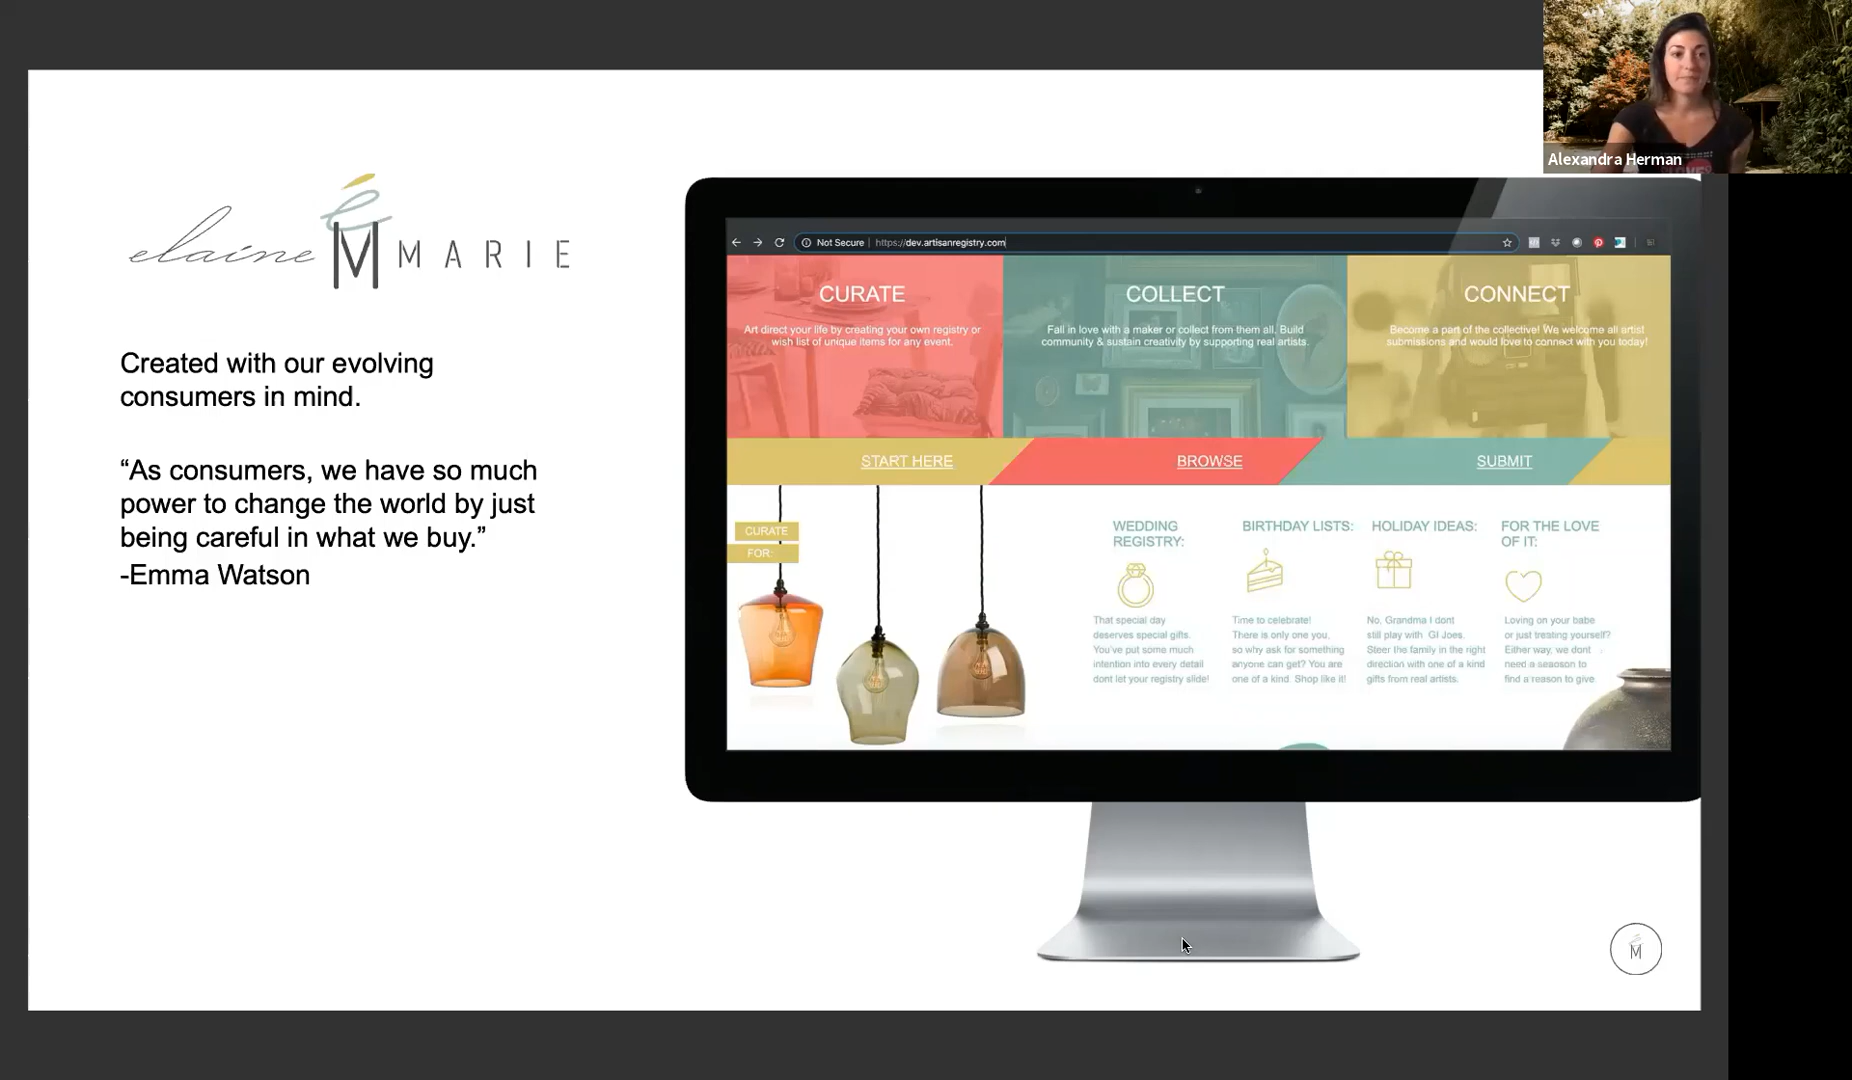 Alexandra Herman
elaine M MARIE
Created with our evolving
consumers in mind.
“As consumers, we have so much
power to change the world by just
being careful in what we buy.”
-Emma Watson
Not Secure | https://dev.artisanregistry.com
CURATE
Art direct your life by creating your own registry or
wish list of unique items for any event.
COLLECT
Fall in love with a maker or collect from them all. Build
community & sustain creativity by supporting real artists.
CONNECT
Become a part of the collective! We welcome all artist
submissions and would love to connect with you today!
START HERE
BROWSE
SUBMIT
CURATE
FOR:
WEDDING
REGISTRY:
That special day
deserves special gifts.
You've put some much
intention into every detail
dont let your registry slide!
BIRTHDAY LISTS:
Time to celebrate!
There is only one you,
so why ask for something
anyone can get? You are
one of a kind. Shop like it!
HOLIDAY IDEAS:
No, Grandma I dont
still play with GI Joes.
Steer the family in the right
direction with one of a kind
gifts from real artists.
FOR THE LOVE
OF IT:
Loving on your babe
or just treating yourself?
Either way, we dont
need a seasosn to
find a reason to give.
M